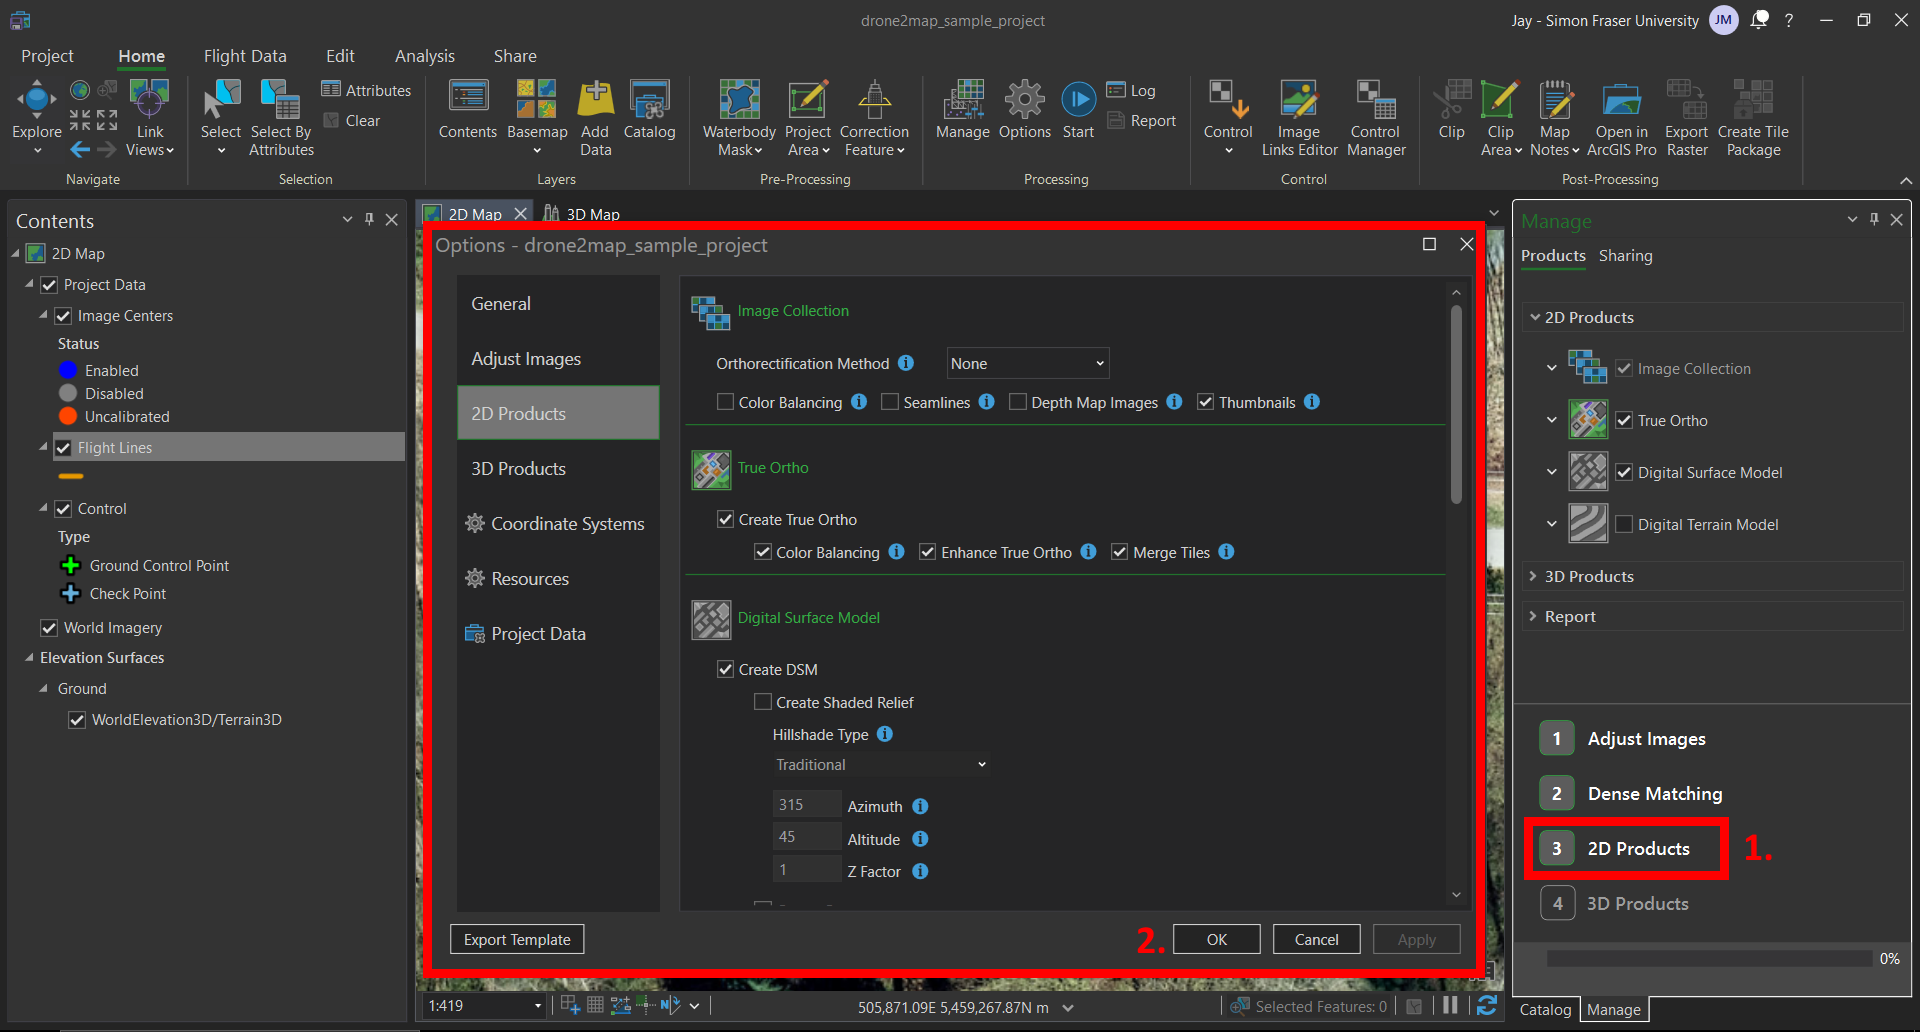 drone2map_sample_project
Jay - Simon Fraser University JM ?
Project Home Flight Data Edit Analysis Share
Explore
Link Views
Navigate
Select
Select By Attributes
Attributes
Clear
Selection
Contents
Basemap
Add Data
Catalog
Layers
Waterbody Mask
Project Area
Correction Feature
Pre-Processing
Manage
Options
Start
Log
Report
Processing
Control
Image Links Editor
Control Manager
Control
Clip
Clip Area
Map Notes
Open in ArcGIS Pro
Export Raster
Create Tile Package
Post-Processing
Contents
2D Map
Project Data
Image Centers
Status
Enabled
Disabled
Uncalibrated
Flight Lines
Control
Type
Ground Control Point
Check Point
World Imagery
Elevation Surfaces
Ground
WorldElevation3D/Terrain3D
2D Map 3D Map
Options - drone2map_sample_project
General
Adjust Images
2D Products
3D Products
Coordinate Systems
Resources
Project Data
Image Collection
Orthorectification Method None
Color Balancing Seamlines Depth Map Images Thumbnails
True Ortho
Create True Ortho
Color Balancing Enhance True Ortho Merge Tiles
Digital Surface Model
Create DSM
Create Shaded Relief
Hillshade Type
Traditional
315 Azimuth
45 Altitude
1 Z Factor
Export Template 2. OK Cancel Apply
1:419
505,871.09E 5,459,267.87N m
Selected Features: 0
Manage
Products Sharing
2D Products
Image Collection
True Ortho
Digital Surface Model
Digital Terrain Model
3D Products
Report
1 Adjust Images
2 Dense Matching
3 2D Products 1.
4 3D Products
0%
Catalog Manage